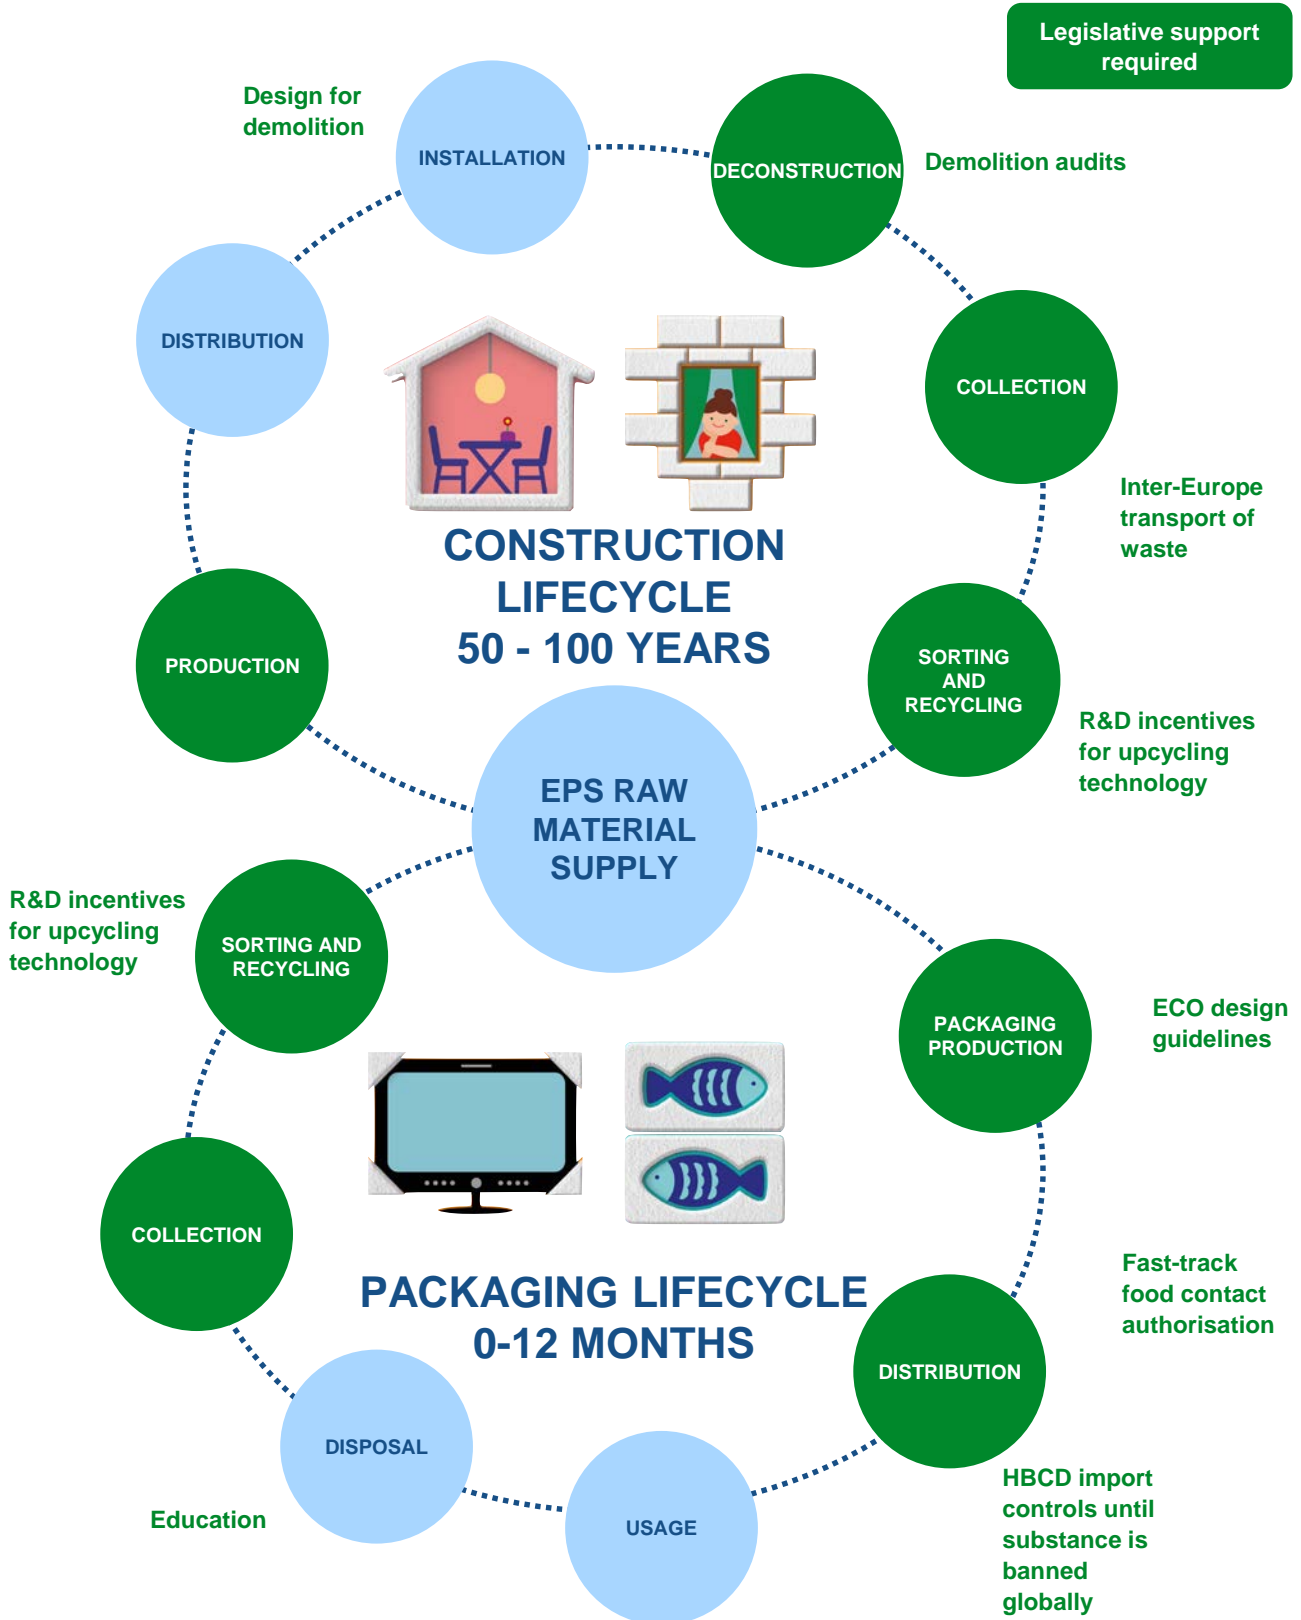 Legislative support
required
Design for
demolition
INSTALLATION
DECONSTRUCTION
Demolition audits
DISTRIBUTION
COLLECTION
Inter-Europe
transport of
waste
CONSTRUCTION
LIFECYCLE
50 - 100 YEARS
PRODUCTION
SORTING
AND
RECYCLING
R&D incentives
for upcycling
technology
EPS RAW
MATERIAL
SUPPLY
R&D incentives
for upcycling
technology
SORTING AND
RECYCLING
PACKAGING
PRODUCTION
ECO design
guidelines
COLLECTION
PACKAGING LIFECYCLE
0-12 MONTHS
Fast-track
food contact
authorisation
DISTRIBUTION
DISPOSAL
USAGE
Education
HBCD import
controls until
substance is
banned
globally